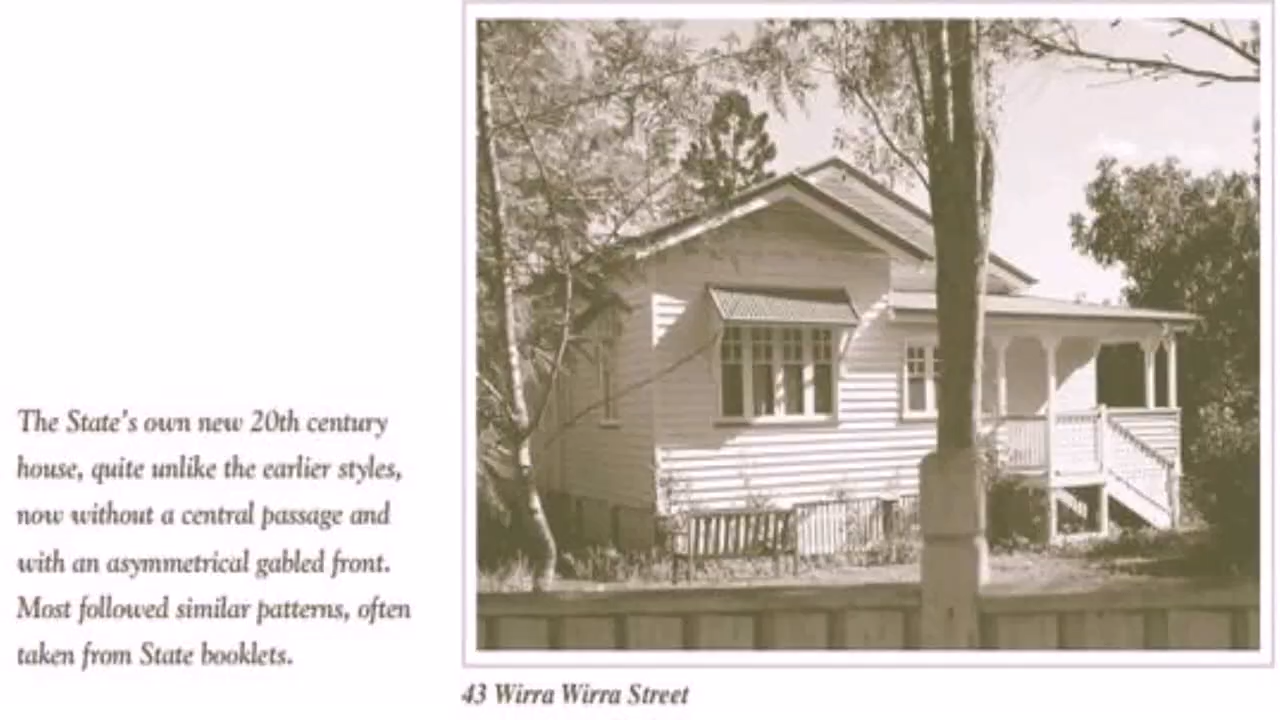 The State's own new 20th century
house, quite unlike the earlier styles,
now without a central passage and
with an asymmetrical gabled front.
Most followed similar patterns, often
taken from State booklets.
43 Wirra Wirra Street